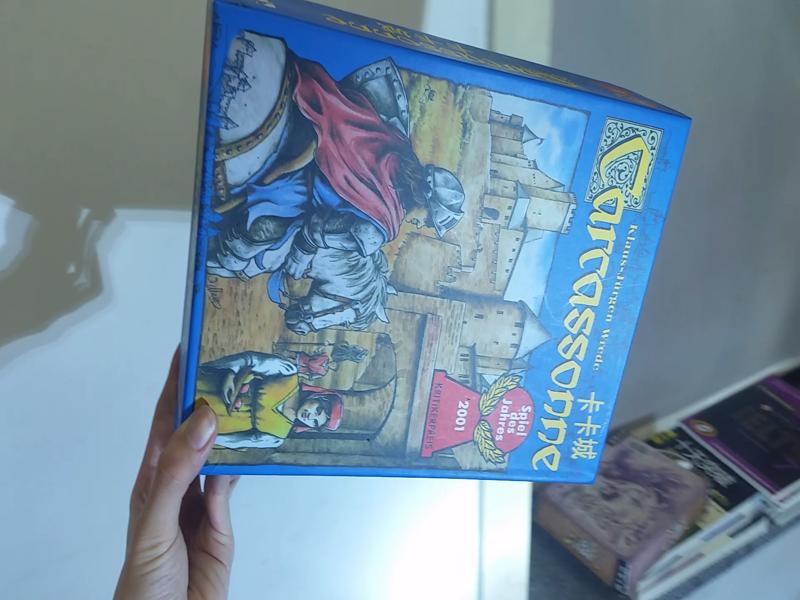 Klaus-Jürgen Wrede
Carcassonne
卡卡城
Spiel
des
Jahres
2001
KRITIKERPREIS